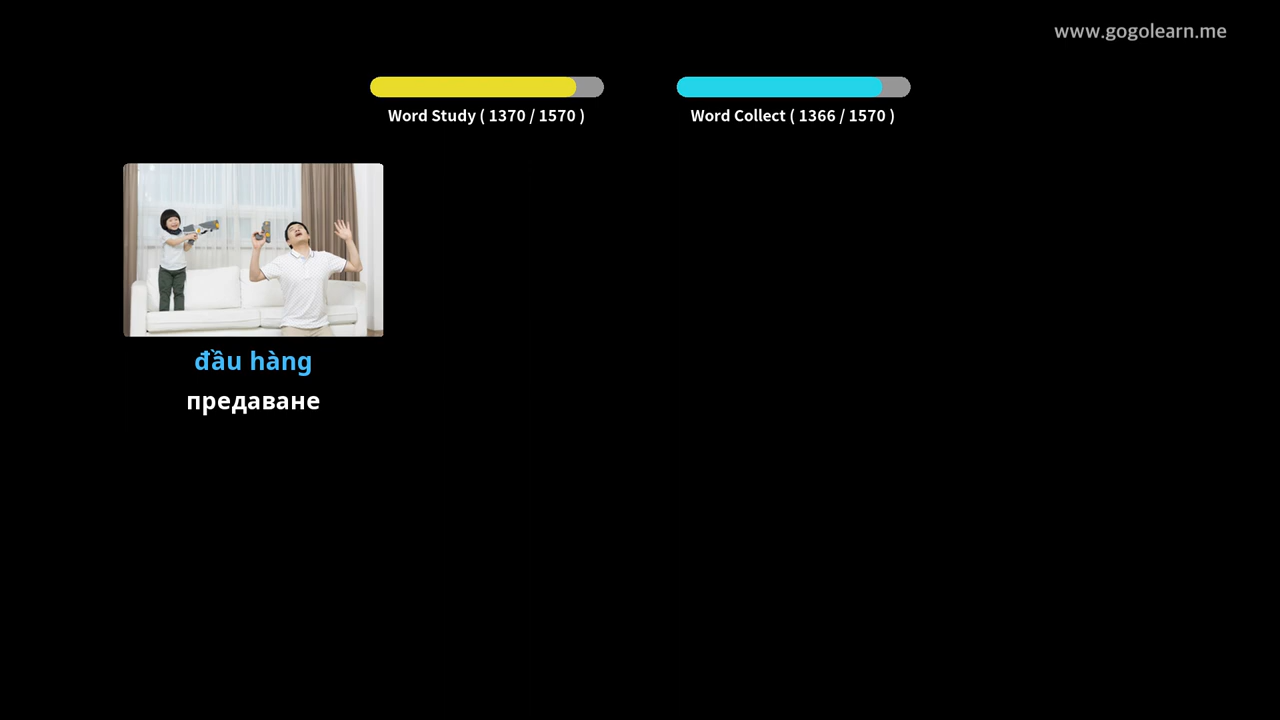 www.gogolearn.me
Word Study ( 1370 / 1570 )
Word Collect ( 1366 / 1570 )
đầu hàng
предаване